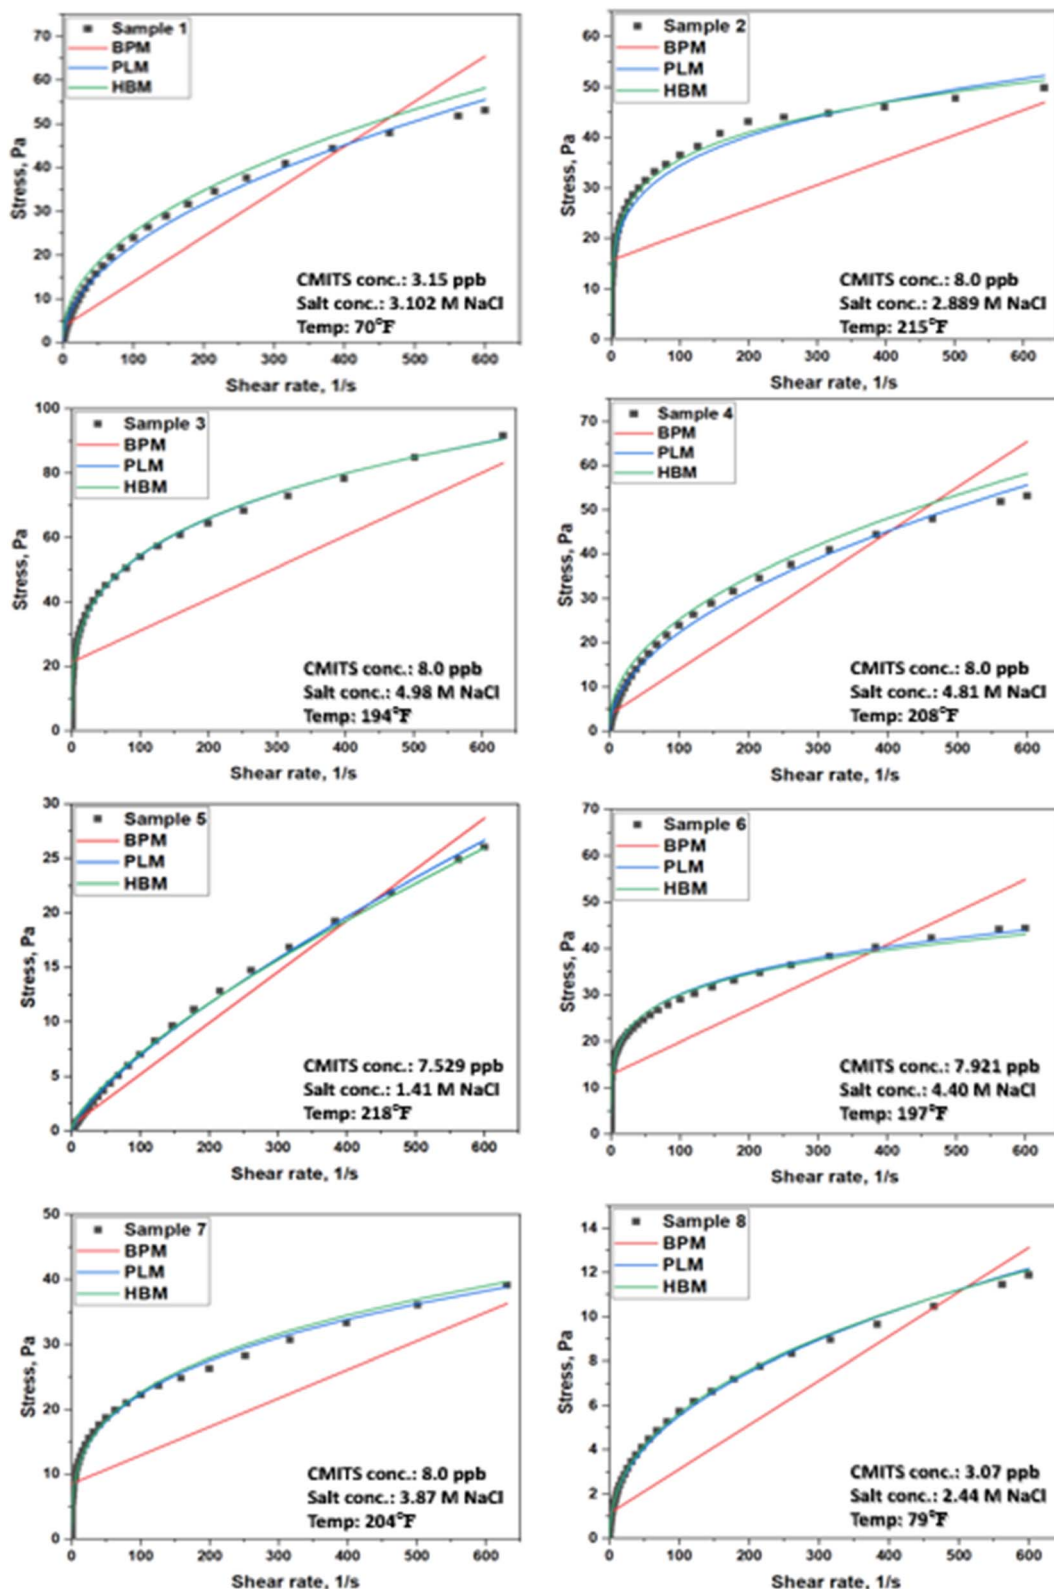 Sample 1
BPM
PLM
HBM
70
60
50
40
30
20
10
0
Stress, Pa
CMITS conc.: 3.15 ppb
Salt conc.: 3.102 M NaCl
Temp: 70°F
0 100 200 300 400 500 600
Shear rate, 1/s
Sample 2
BPM
PLM
HBM
60
50
40
30
20
10
0
Stress, Pa
CMITS conc.: 8.0 ppb
Salt conc.: 2.889 M NaCl
Temp: 215°F
0 100 200 300 400 500 600
Shear rate, 1/s
Sample 3
BPM
PLM
HBM
100
80
60
40
20
0
Stress, Pa
CMITS conc.: 8.0 ppb
Salt conc.: 4.98 M NaCl
Temp: 194°F
0 100 200 300 400 500 600
Shear rate, 1/s
Sample 4
BPM
PLM
HBM
70
60
50
40
30
20
10
0
Stress, Pa
CMITS conc.: 8.0 ppb
Salt conc.: 4.81 M NaCl
Temp: 208°F
0 100 200 300 400 500 600
Shear rate, 1/s
Sample 5
BPM
PLM
HBM
30
25
20
15
10
5
0
Stress, Pa
CMITS conc.: 7.529 ppb
Salt conc.: 1.41 M NaCl
Temp: 218°F
0 100 200 300 400 500 600
Shear rate, 1/s
Sample 6
BPM
PLM
HBM
70
60
50
40
30
20
10
0
Stress, Pa
CMITS conc.: 7.921 ppb
Salt conc.: 4.40 M NaCl
Temp: 197°F
0 100 200 300 400 500 600
Shear rate, 1/s
Sample 7
BPM
PLM
HBM
50
40
30
20
10
0
Stress, Pa
CMITS conc.: 8.0 ppb
Salt conc.: 3.87 M NaCl
Temp: 204°F
0 100 200 300 400 500 600
Shear rate, 1/s
Sample 8
BPM
PLM
HBM
14
12
10
8
6
4
2
0
Stress, Pa
CMITS conc.: 3.07 ppb
Salt conc.: 2.44 M NaCl
Temp: 79°F
0 100 200 300 400 500 600
Shear rate, 1/s